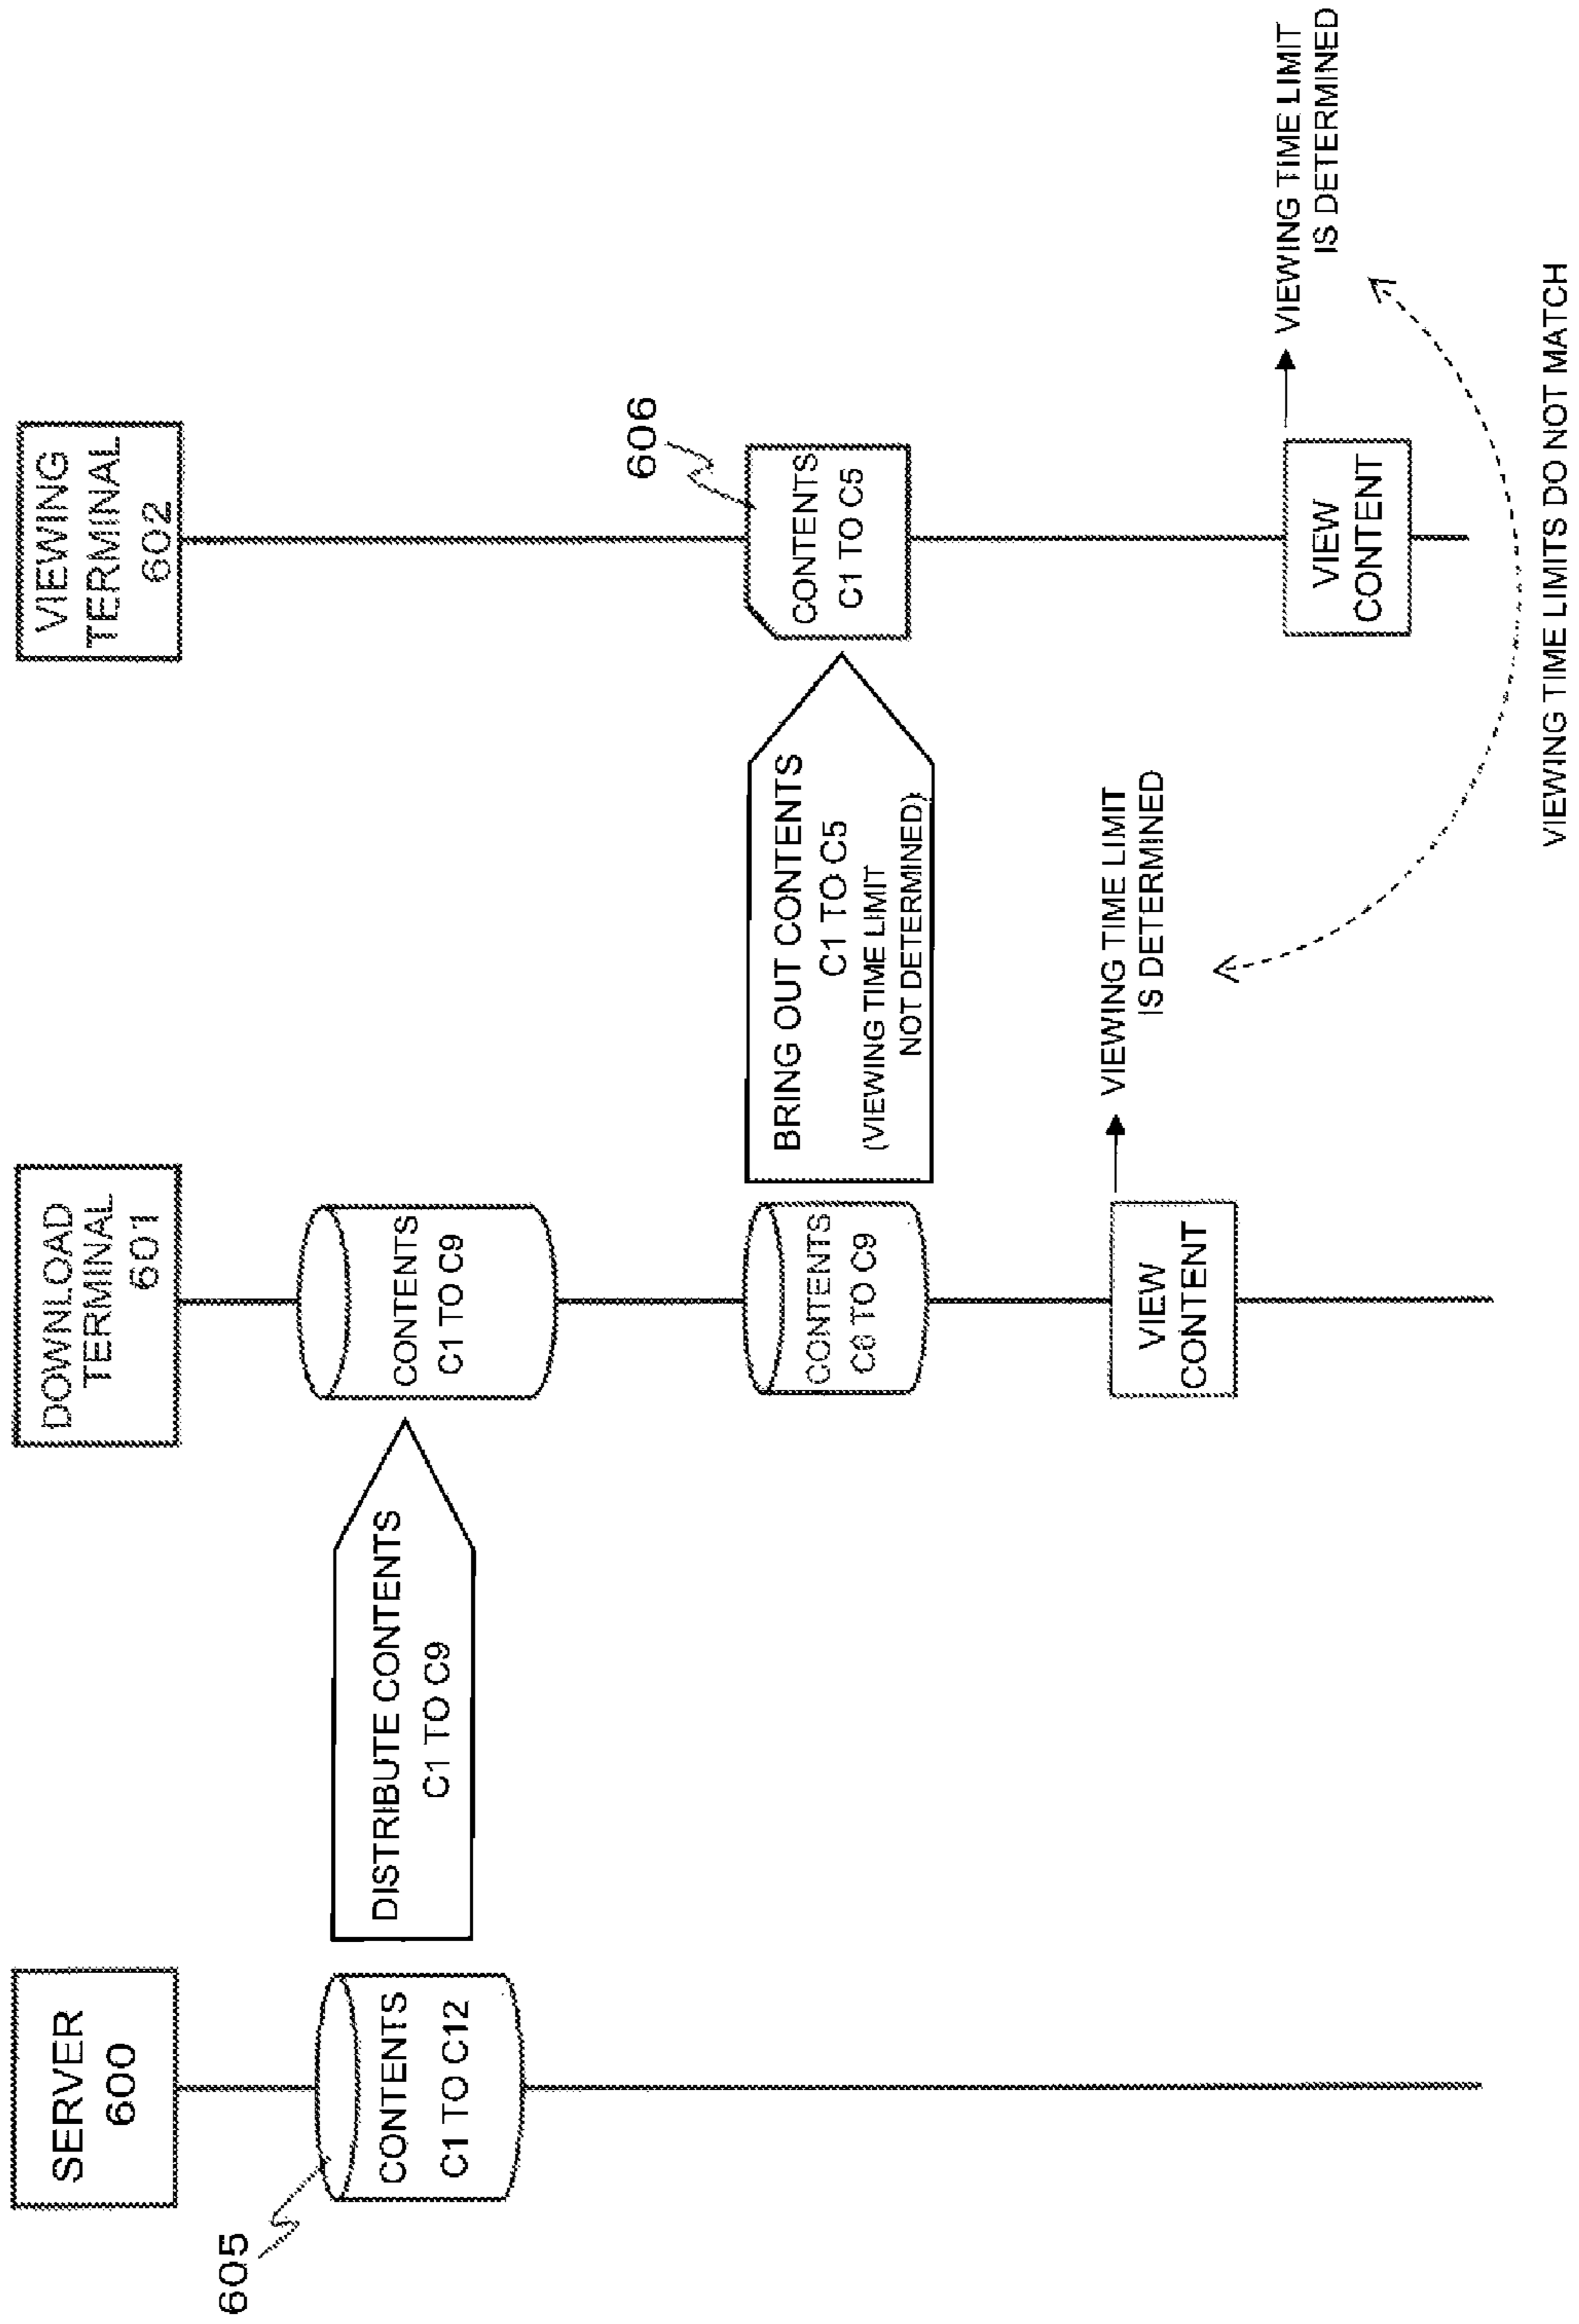 SERVER
600
DOWNLOAD
TERMINAL
601
VIEWING
TERMINAL
602
605
CONTENTS
C1 TO C12
DISTRIBUTE CONTENTS
C1 TO C9
CONTENTS
C1 TO C9
CONTENTS
C6 TO C9
BRING OUT CONTENTS
C1 TO C5
(VIEWING TIME LIMIT
NOT DETERMINED)
606
CONTENTS
C1 TO C5
VIEW
CONTENT
VIEWING TIME LIMIT
IS DETERMINED
VIEW
CONTENT
VIEWING TIME LIMIT
IS DETERMINED
VIEWING TIME LIMITS DO NOT MATCH